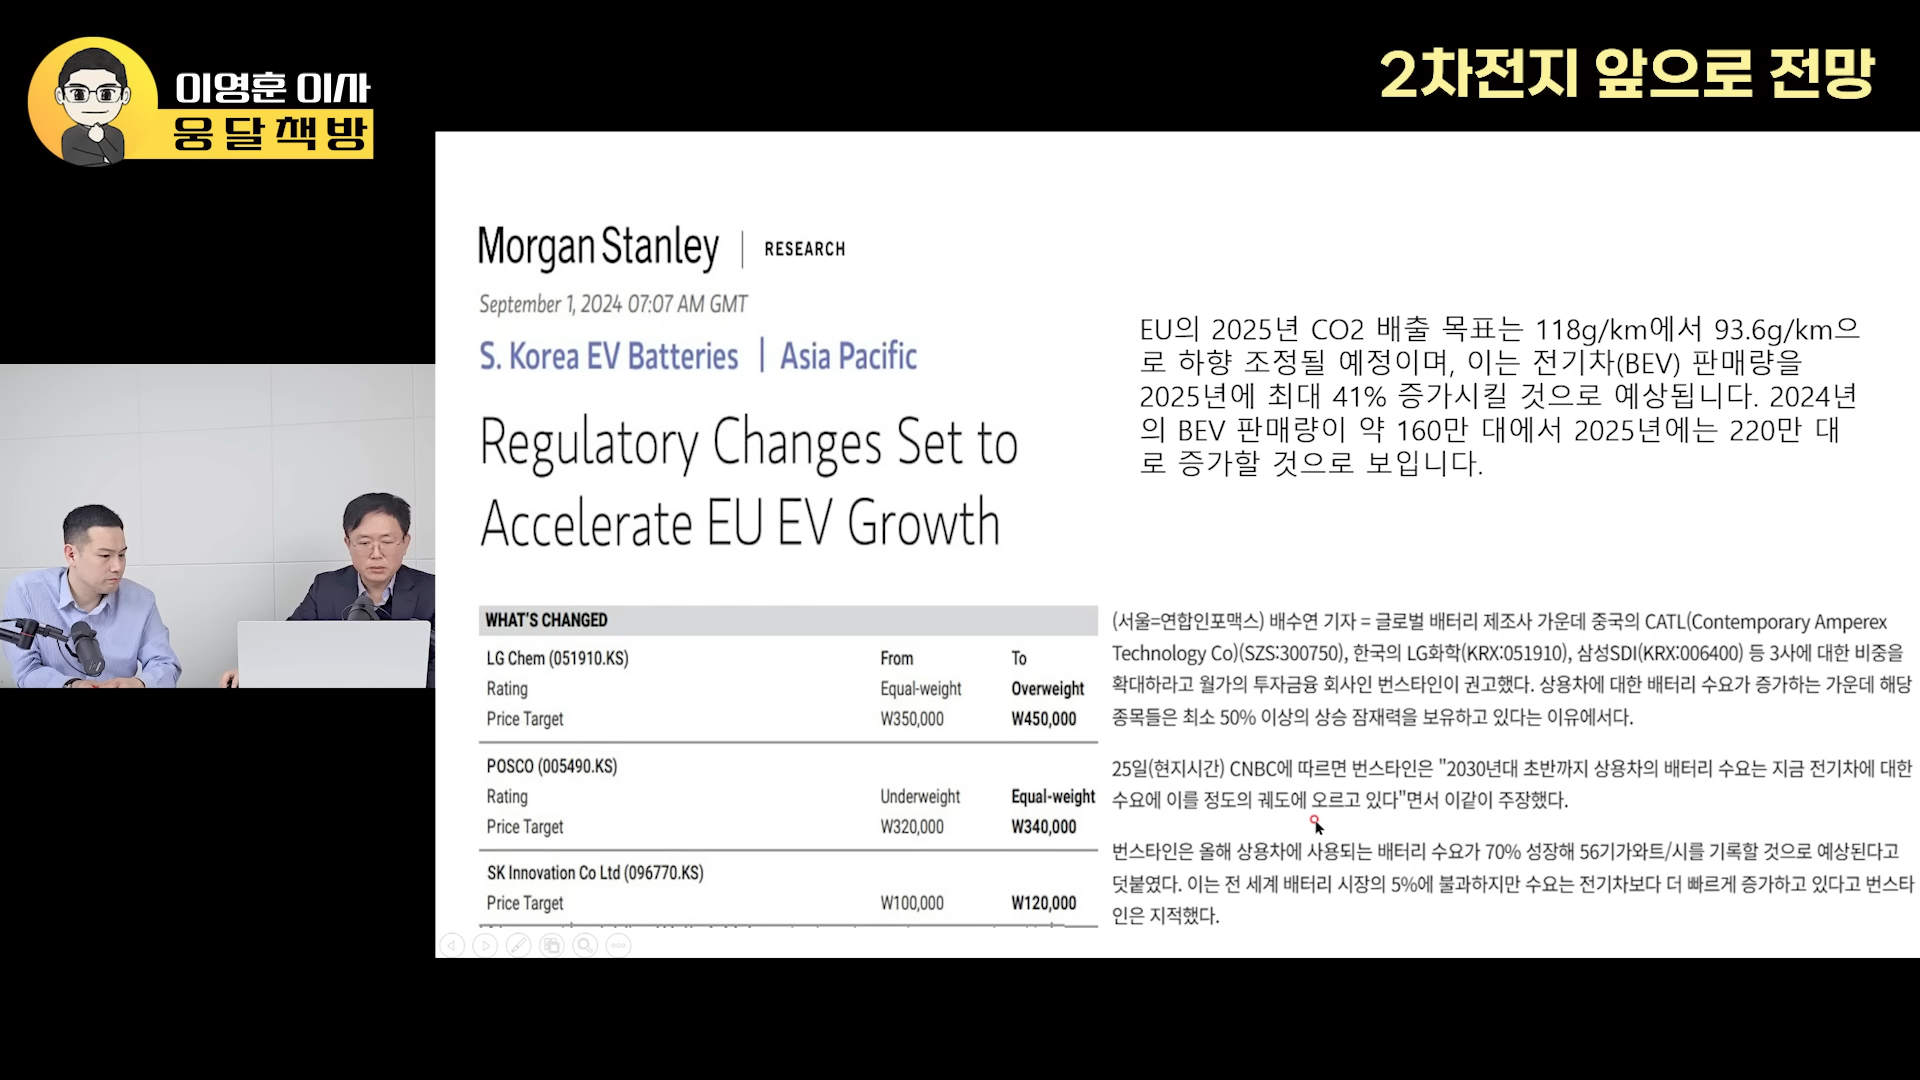 이영훈 이사
웅달책방
2차전지 앞으로 전망
Morgan Stanley | RESEARCH
September 1, 2024 07:07 AM GMT
S. Korea EV Batteries | Asia Pacific
Regulatory Changes Set to
Accelerate EU EV Growth
EU의 2025년 CO2 배출 목표는 118g/km에서 93.6g/km으
로 하향 조정될 예정이며, 이는 전기차(BEV) 판매량을
2025년에 최대 41% 증가시킬 것으로 예상됩니다. 2024년
의 BEV 판매량이 약 160만 대에서 2025년에는 220만 대
로 증가할 것으로 보입니다.
WHAT'S CHANGED
LG Chem (051910.KS) From To
Rating Equal-weight Overweight
Price Target W350,000 W450,000
POSCO (005490.KS)
Rating Underweight Equal-weight
Price Target W320,000 W340,000
SK Innovation Co Ltd (096770.KS)
Price Target W100,000 W120,000
(서울=연합인포맥스) 배수연 기자 = 글로벌 배터리 제조사 가운데 중국의 CATL(Contemporary Amperex
Technology Co)(SZS:300750), 한국의 LG화학(KRX:051910), 삼성SDI(KRX:006400) 등 3사에 대한 비중을
확대하라고 월가의 투자금융 회사인 번스타인이 권고했다. 상용차에 대한 배터리 수요가 증가하는 가운데 해당
종목들은 최소 50% 이상의 상승 잠재력을 보유하고 있다는 이유에서다.
25일(현지시간) CNBC에 따르면 번스타인은 "2030년대 초반까지 상용차의 배터리 수요는 지금 전기차에 대한
수요에 이를 정도의 궤도에 오르고 있다"면서 이같이 주장했다.
번스타인은 올해 상용차에 사용되는 배터리 수요가 70% 성장해 56기가와트/시를 기록할 것으로 예상된다고
덧붙였다. 이는 전 세계 배터리 시장의 5%에 불과하지만 수요는 전기차보다 더 빠르게 증가하고 있다고 번스타
인은 지적했다.